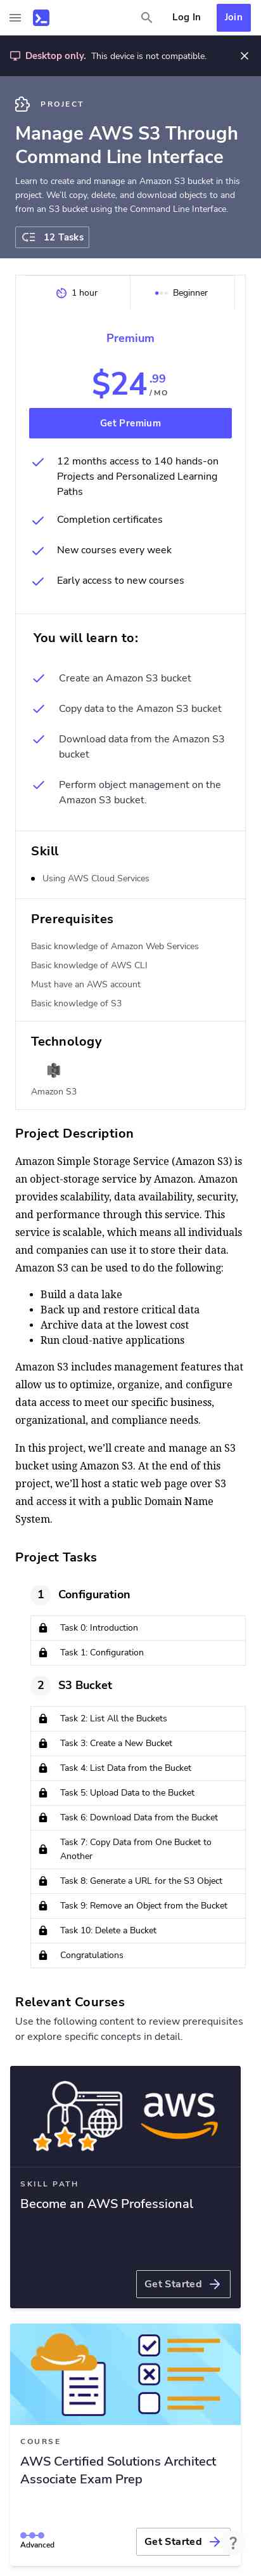 Log In
Join
Desktop only. This device is not compatible.
PROJECT
Manage AWS S3 Through
Command Line Interface
Learn to create and manage an Amazon S3 bucket in this
project. We'll copy, delete, and download objects to and
from an S3 bucket using the Command Line Interface.
12 Tasks
1 hour
Beginner
Premium
$24.99
/MO
Get Premium
12 months access to 140 hands-on
Projects and Personalized Learning
Paths
Completion certificates
New courses every week
Early access to new courses
You will learn to:
Create an Amazon S3 bucket
Copy data to the Amazon S3 bucket
Download data from the Amazon S3
bucket
Perform object management on the
Amazon S3 bucket.
Skill
Using AWS Cloud Services
Prerequisites
Basic knowledge of Amazon Web Services
Basic knowledge of AWS CLI
Must have an AWS account
Basic knowledge of S3
Technology
Amazon S3
Project Description
Amazon Simple Storage Service (Amazon S3) is
an object-storage service by Amazon. Amazon
provides scalability, data availability, security,
and performance through this service. This
service is scalable, which means all individuals
and companies can use it to store their data.
Amazon S3 can be used to do the following:
• Build a data lake
• Back up and restore critical data
• Archive data at the lowest cost
• Run cloud-native applications
Amazon S3 includes management features that
allow us to optimize, organize, and configure
data access to meet our specific business,
organizational, and compliance needs.
In this project, we'll create and manage an S3
bucket using Amazon S3. At the end of this
project, we'll host a static web page over S3
and access it with a public Domain Name
System.
Project Tasks
1 Configuration
Task 0: Introduction
Task 1: Configuration
2 S3 Bucket
Task 2: List All the Buckets
Task 3: Create a New Bucket
Task 4: List Data from the Bucket
Task 5: Upload Data to the Bucket
Task 6: Download Data from the Bucket
Task 7: Copy Data from One Bucket to
Another
Task 8: Generate a URL for the S3 Object
Task 9: Remove an Object from the Bucket
Task 10: Delete a Bucket
Congratulations
Relevant Courses
Use the following content to review prerequisites
or explore specific concepts in detail.
aws
SKILL PATH
Become an AWS Professional
Get Started
COURSE
AWS Certified Solutions Architect
Associate Exam Prep
Advanced
Get Started
?